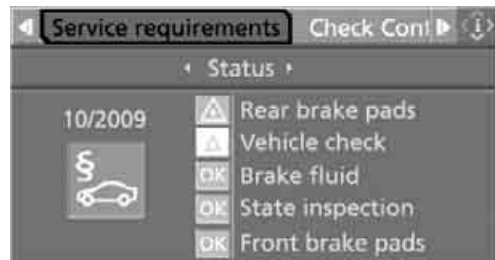 Service requirements Check Cont
Status
10/2009 Rear brake pads
Vehicle check
§ OK Brake fluid
OK State inspection
OK Front brake pads